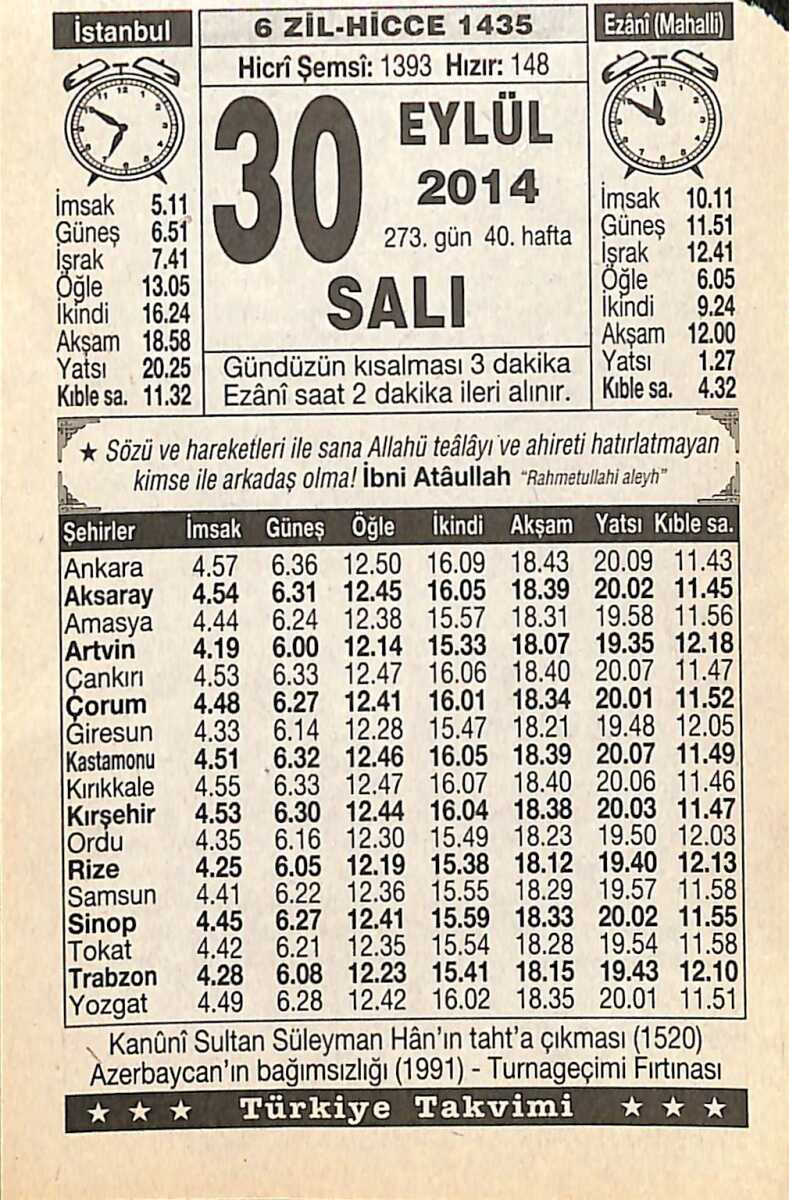 İstanbul
6 ZİL-HİCCE 1435
Ezânî (Mahalli)
Hicrî Şemsî: 1393 Hızır: 148
30
EYLÜL
2014
273. gün 40. hafta
SALI
İmsak 5.11
Güneş 6.51
İşrak 7.41
Öğle 13.05
İkindi 16.24
Akşam 18.58
Yatsı 20.25
Kıble sa. 11.32
Gündüzün kısalması 3 dakika
Ezânî saat 2 dakika ileri alınır.
İmsak 10.11
Güneş 11.51
İşrak 12.41
Öğle 6.05
İkindi 9.24
Akşam 12.00
Yatsı 1.27
Kıble sa. 4.32
★ Sözü ve hareketleri ile sana Allahü teâlâyı ve ahireti hatırlatmayan
kimse ile arkadaş olma! İbni Atâullah "Rahmetullahi aleyh"
Şehirler İmsak Güneş Öğle İkindi Akşam Yatsı Kıble sa.
Ankara 4.57 6.36 12.50 16.09 18.43 20.09 11.43
Aksaray 4.54 6.31 12.45 16.05 18.39 20.02 11.45
Amasya 4.44 6.24 12.38 15.57 18.31 19.58 11.56
Artvin 4.19 6.00 12.14 15.33 18.07 19.35 12.18
Çankırı 4.53 6.33 12.47 16.06 18.40 20.07 11.47
Çorum 4.48 6.27 12.41 16.01 18.34 20.01 11.52
Giresun 4.33 6.14 12.28 15.47 18.21 19.48 12.05
Kastamonu 4.51 6.32 12.46 16.05 18.39 20.07 11.49
Kırıkkale 4.55 6.33 12.47 16.07 18.40 20.06 11.46
Kırşehir 4.53 6.30 12.44 16.04 18.38 20.03 11.47
Ordu 4.35 6.16 12.30 15.49 18.23 19.50 12.03
Rize 4.25 6.05 12.19 15.38 18.12 19.40 12.13
Samsun 4.41 6.22 12.36 15.55 18.29 19.57 11.58
Sinop 4.45 6.27 12.41 15.59 18.33 20.02 11.55
Tokat 4.42 6.21 12.35 15.54 18.28 19.54 11.58
Trabzon 4.28 6.08 12.23 15.41 18.15 19.43 12.10
Yozgat 4.49 6.28 12.42 16.02 18.35 20.01 11.51
Kanûnî Sultan Süleyman Hân'ın taht'a çıkması (1520)
Azerbaycan'ın bağımsızlığı (1991) - Turnageçimi Fırtınası
★ ★ ★ Türkiye Takvimi ★ ★ ★